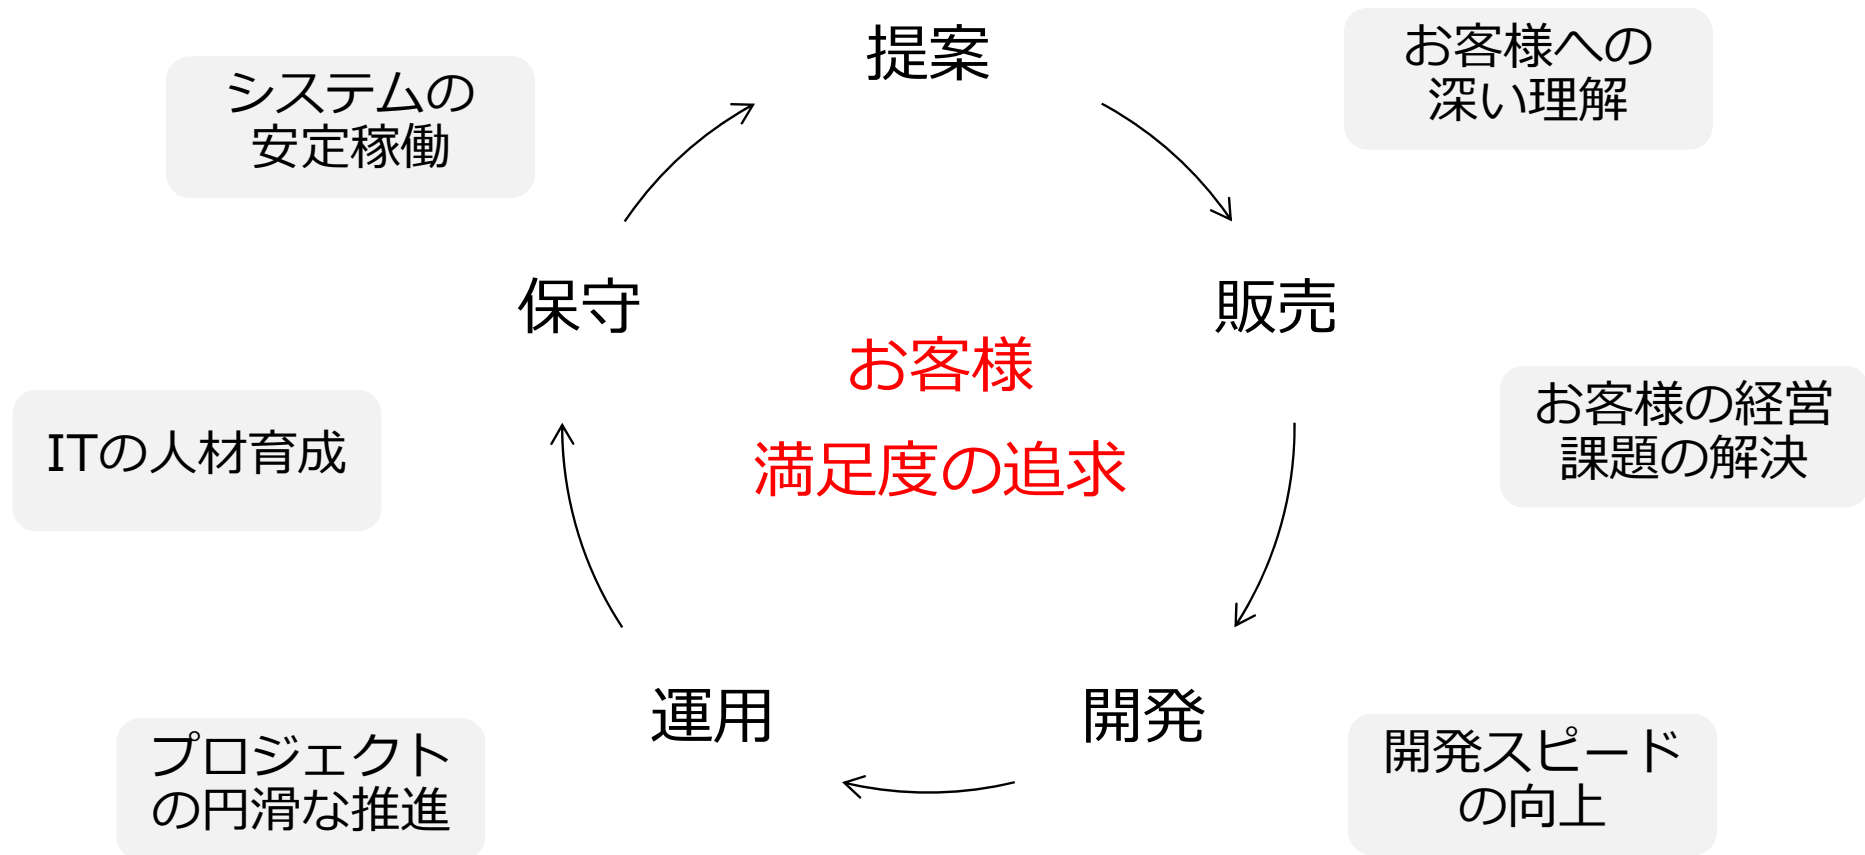 提案
お客様への
深い理解
システムの
安定稼働
保守
販売
お客様
満足度の追求
お客様の経営
課題の解決
ITの人材育成
運用
開発
プロジェクト
の円滑な推進
開発スピード
の向上